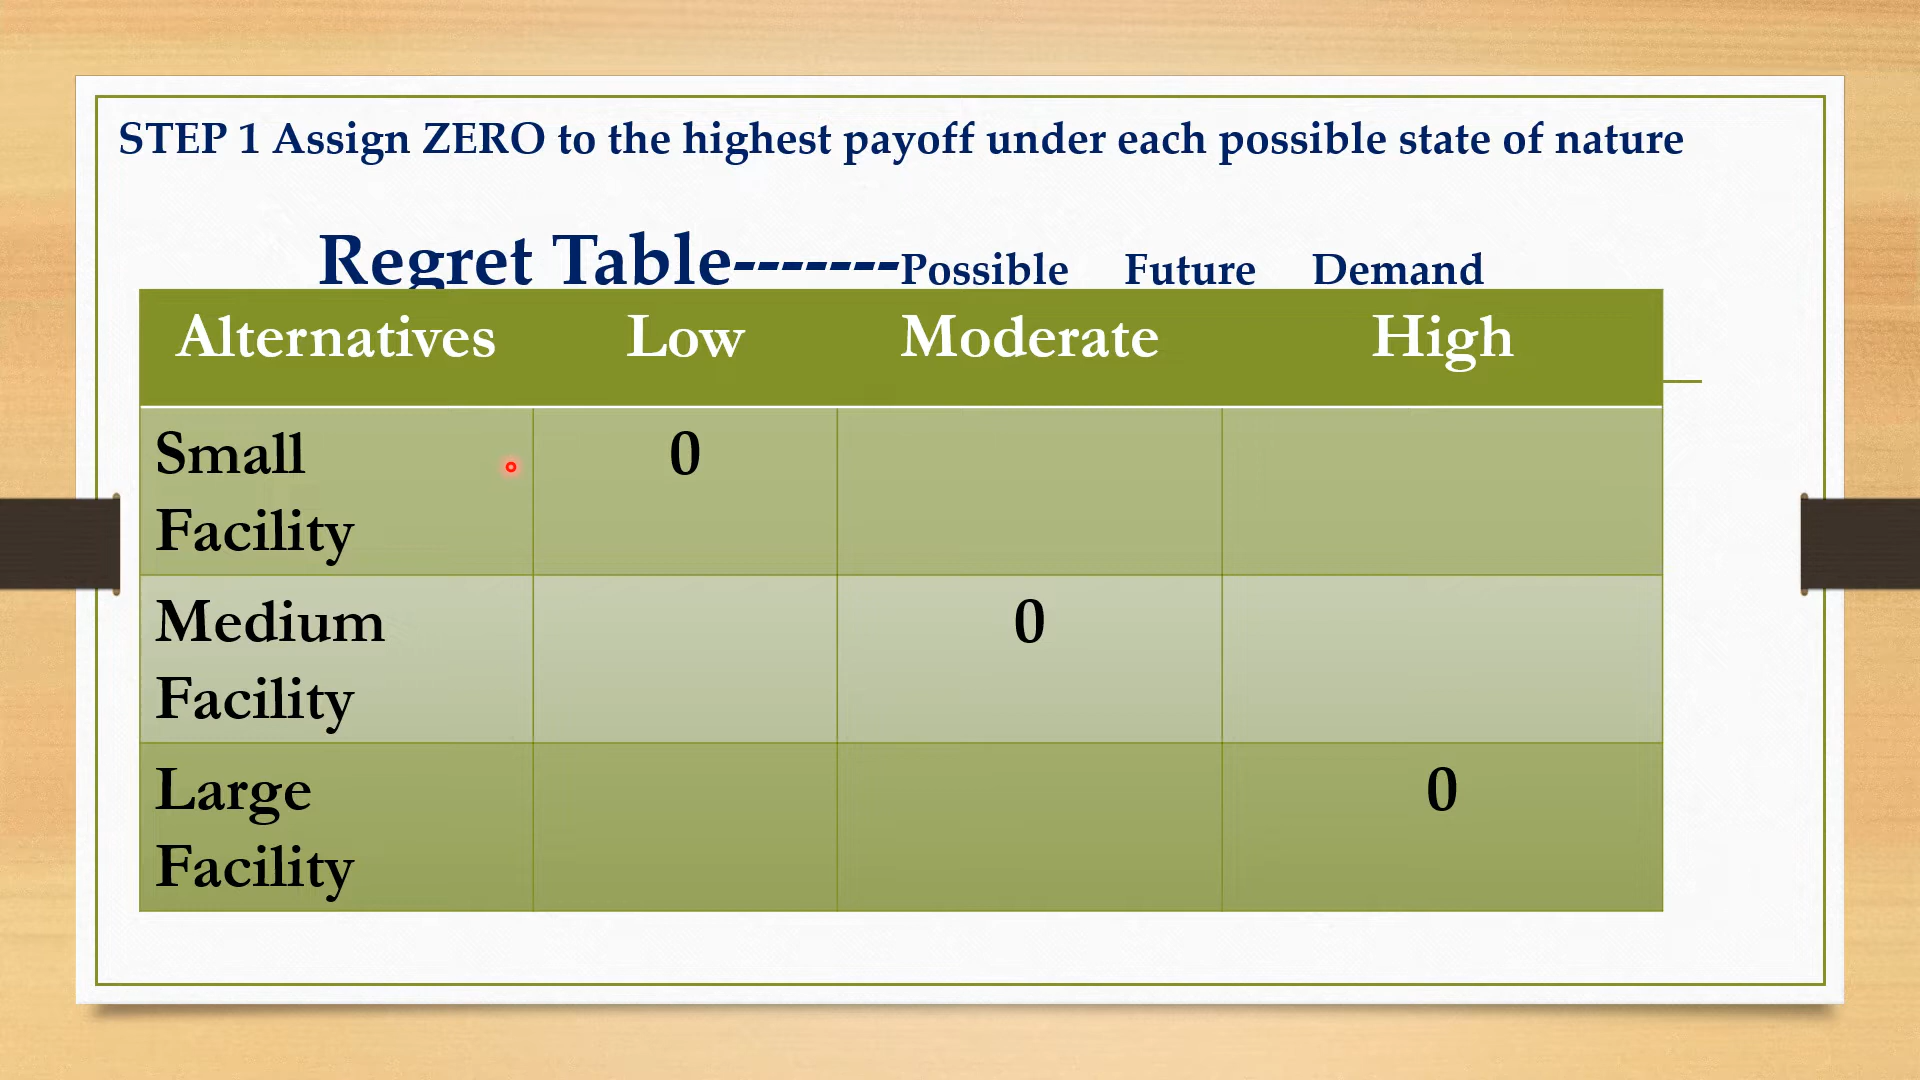 STEP 1 Assign ZERO to the highest payoff under each possible state of nature
Regret Table-------Possible Future Demand
Alternatives Low Moderate High
Small 0
Facility
Medium 0
Facility
Large 0
Facility